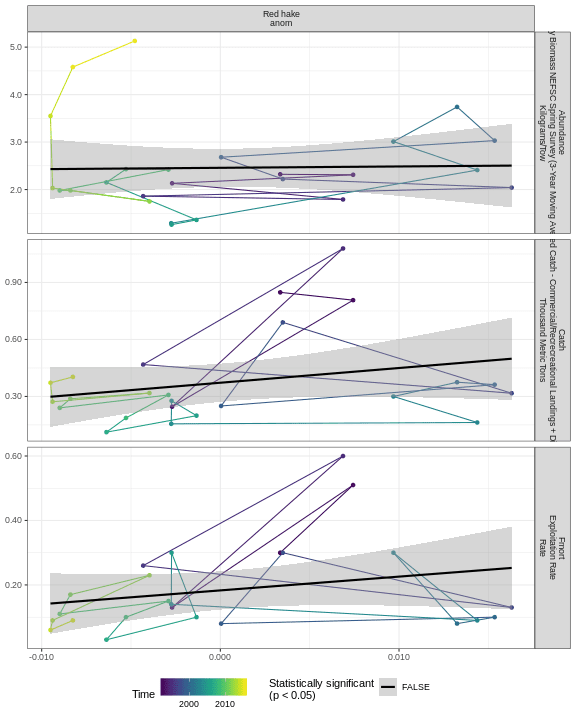 Red hake
anom
5.0
4.0
3.0
2.0
Abundance
Biomass NEFSC Spring Survey (3-Year Moving
Kilograms/tow
0.90
0.60
0.30
Catch
Catch - Commercial/Recreational Landings +
Thousand Metric Tons
0.60
0.40
0.20
Fmort
Exploitation Rate
Rate
-0.010
0.000
0.010
Time
2000
2010
Statistically significant
(p < 0.05)
FALSE